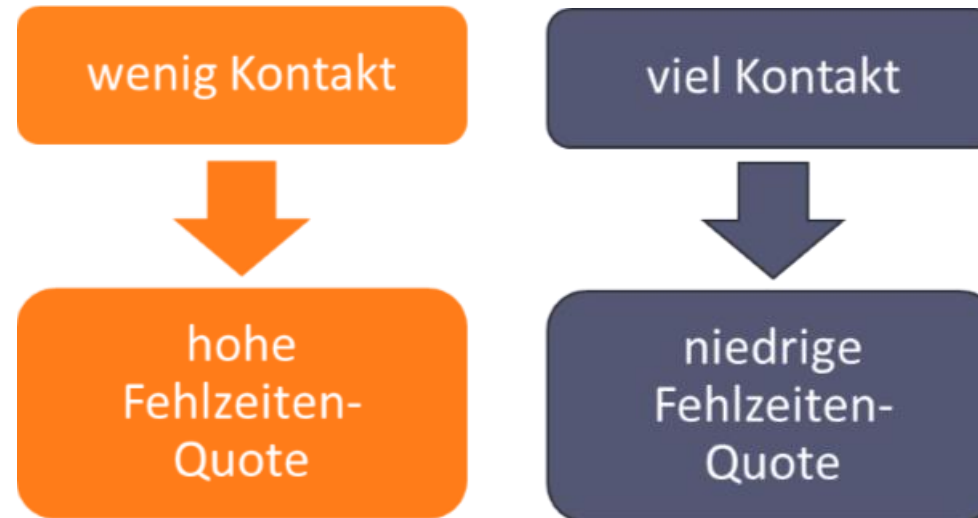 wenig Kontakt
viel Kontakt
hohe
Fehlzeiten-
Quote
niedrige
Fehlzeiten-
Quote